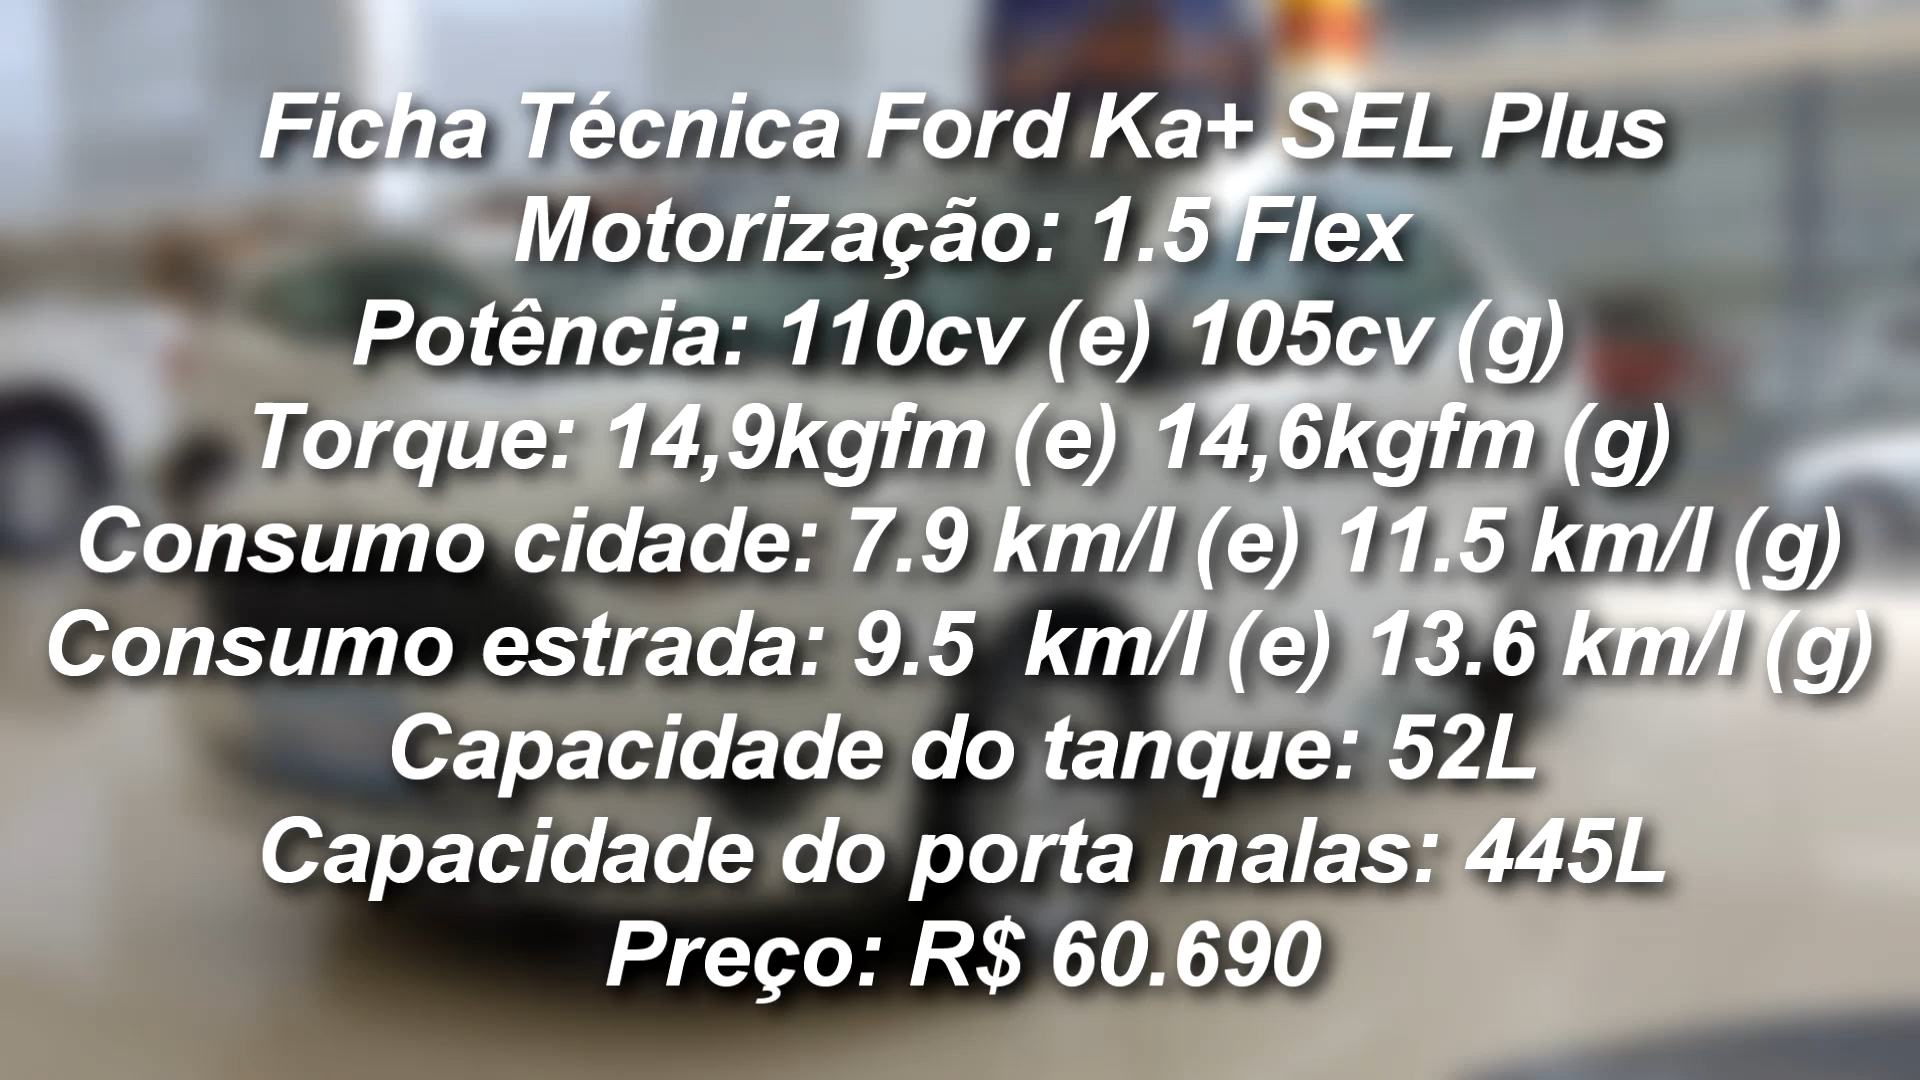 Ficha Técnica Ford Ka+ SEL Plus
Motorização: 1.5 Flex
Potência: 110cv (e) 105cv (g)
Torque: 14,9kgfm (e) 14,6kgfm (g)
Consumo cidade: 7.9 km/l (e) 11.5 km/l (g)
Consumo estrada: 9.5  km/l (e) 13.6 km/l (g)
Capacidade do tanque: 52L
Capacidade do porta malas: 445L
Preço: R$ 60.690